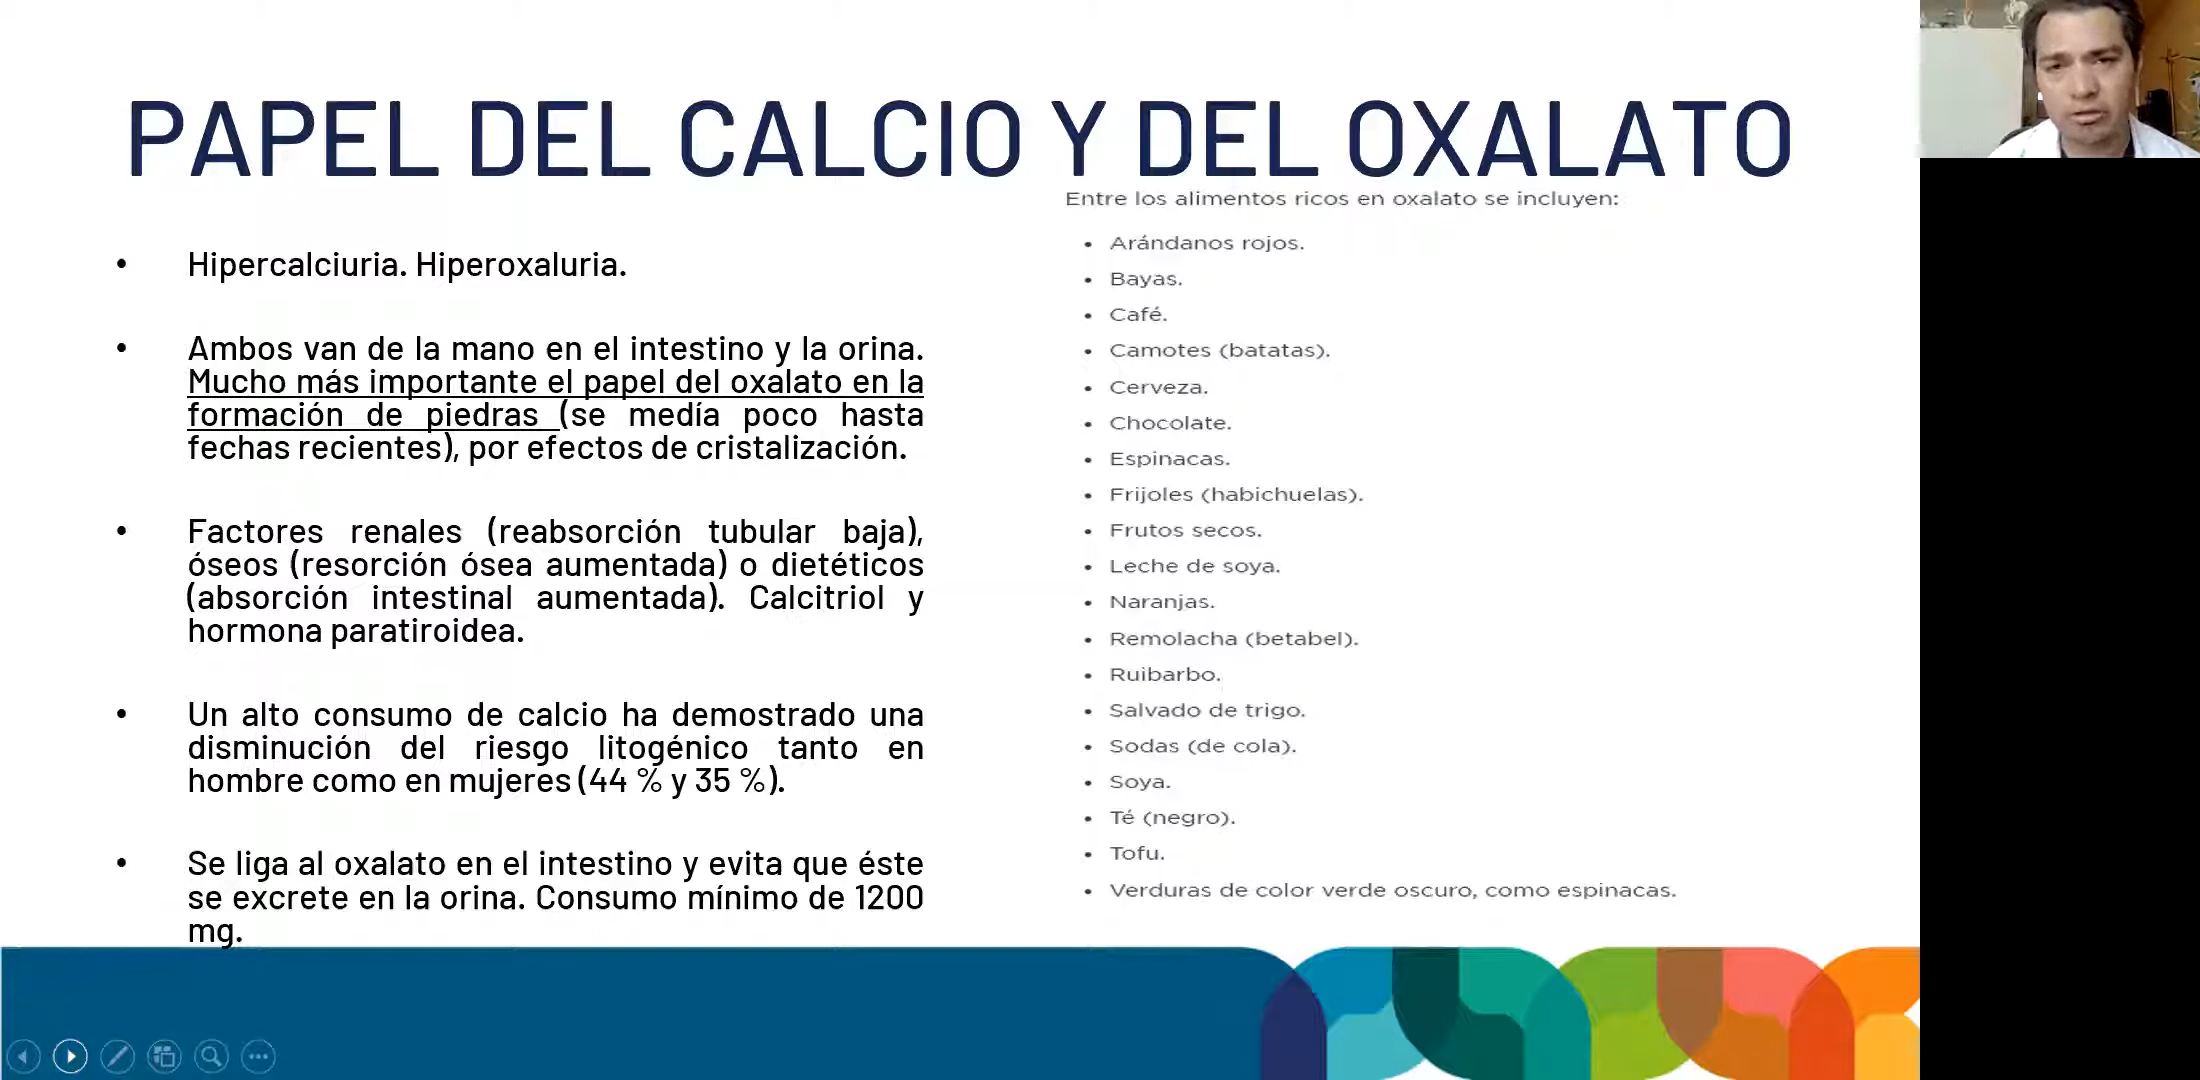 PAPEL DEL CALCIO Y DEL OXALATO
• Hipercalciuria. Hiperoxaluria.
• Ambos van de la mano en el intestino y la orina.
Mucho más importante el papel del oxalato en la
formación de piedras (se medía poco hasta
fechas recientes), por efectos de cristalización.
• Factores renales (reabsorción tubular baja),
óseos (resorción ósea aumentada) o dietéticos
(absorción intestinal aumentada). Calcitriol y
hormona paratiroidea.
• Un alto consumo de calcio ha demostrado una
disminución del riesgo litogénico tanto en
hombre como en mujeres (44 % y 35 %).
• Se liga al oxalato en el intestino y evita que éste
se excrete en la orina. Consumo mínimo de 1200
mg.
Entre los alimentos ricos en oxalato se incluyen:
• Arándanos rojos.
• Bayas.
• Café.
• Camotes (batatas).
• Cerveza.
• Chocolate.
• Espinacas.
• Frijoles (habichuelas).
• Frutos secos.
• Leche de soya.
• Naranjas.
• Remolacha (betabel).
• Ruibarbo.
• Salvado de trigo.
• Sodas (de cola).
• Soya.
• Té (negro).
• Tofu.
• Verduras de color verde oscuro, como espinacas.